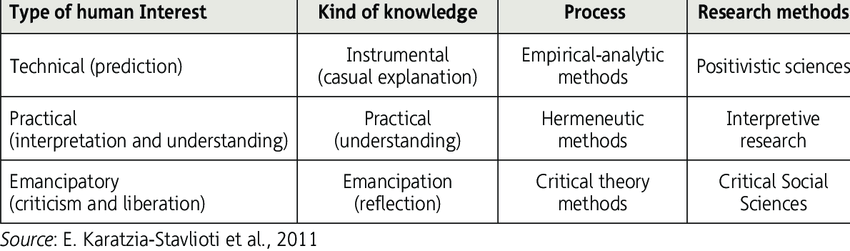 Type of human Interest Kind of knowledge Process Research methods
Technical (prediction) Instrumental (casual explanation) Empirical-analytic methods Positivistic sciences
Practical (interpretation and understanding) Practical (understanding) Hermeneutic methods Interpretive research
Emancipatory (criticism and liberation) Emancipation (reflection) Critical theory methods Critical Social Sciences
Source: E. Karatzia-Stavlioti et al., 2011